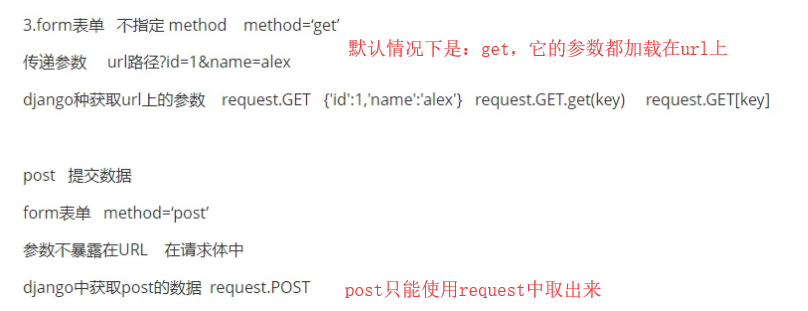 3.form表单 不指定 method method=‘get’
默认情况下是：get，它的参数都加载在url上
传递参数 url路径?id=1&name=alex
django种获取url上的参数 request.GET {'id':1,'name':'alex'} request.GET.get(key) request.GET[key]
post 提交数据
form表单 method=‘post’
参数不暴露在URL 在请求体中
django中获取post的数据 request.POST
post只能使用request中取出来